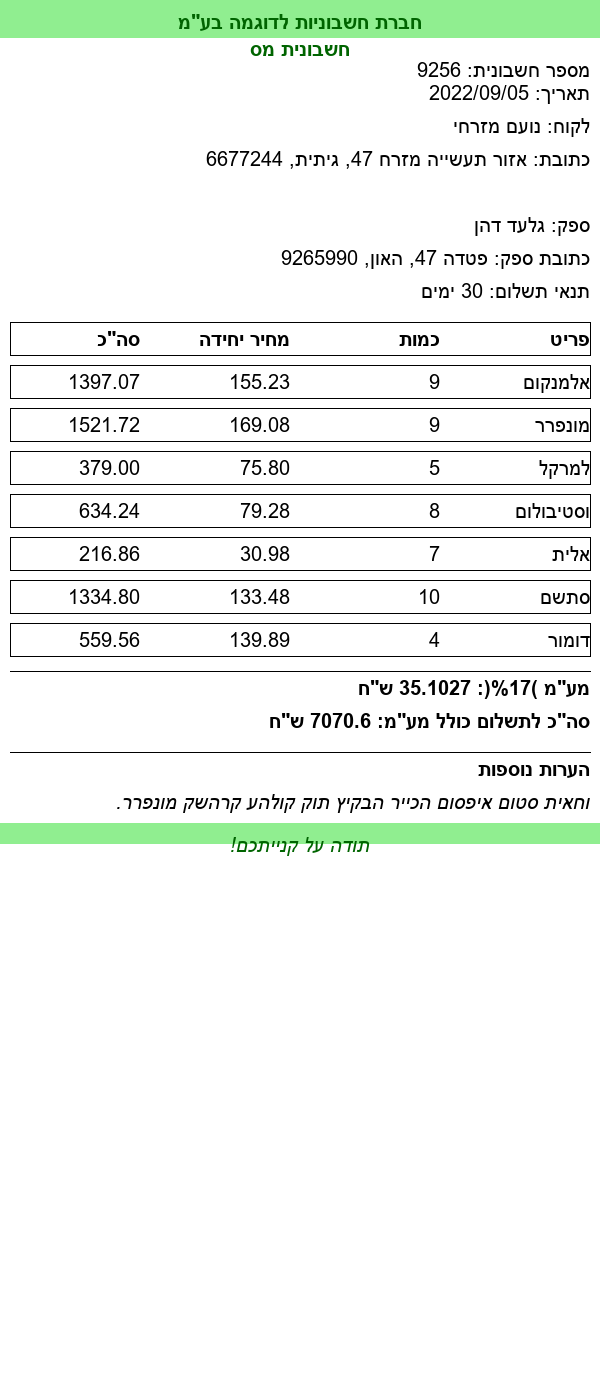 חברת חשבוניות לדוגמה בע"מ
חשבונית מס
מספר חשבונית: 9256
תאריך: 2022/09/05
לקוח: נועם מזרחי
כתובת: אזור תעשייה מזרח 47, גיתית, 6677244
ספק: גלעד דהן
כתובת ספק: פטדה 47, האון, 9265990
תנאי תשלום: 30 ימים
פריט כמות מחיר יחידה סה"כ
אלמנקום 9 155.23 1397.07
מונפרר 9 169.08 1521.72
למרקל 5 75.80 379.00
וסטיבולום 8 79.28 634.24
אלית 7 30.98 216.86
סתשם 10 133.48 1334.80
דומור 4 139.89 559.56
מע"מ )17%(: 35.1027 ש"ח
סה"כ לתשלום כולל מע"מ: 7070.6 ש"ח
הערות נוספות
וחאית סטום איפסום הכייר הבקיץ תוק קולהע קרהשק מונפרר.
תודה על קנייתכם!